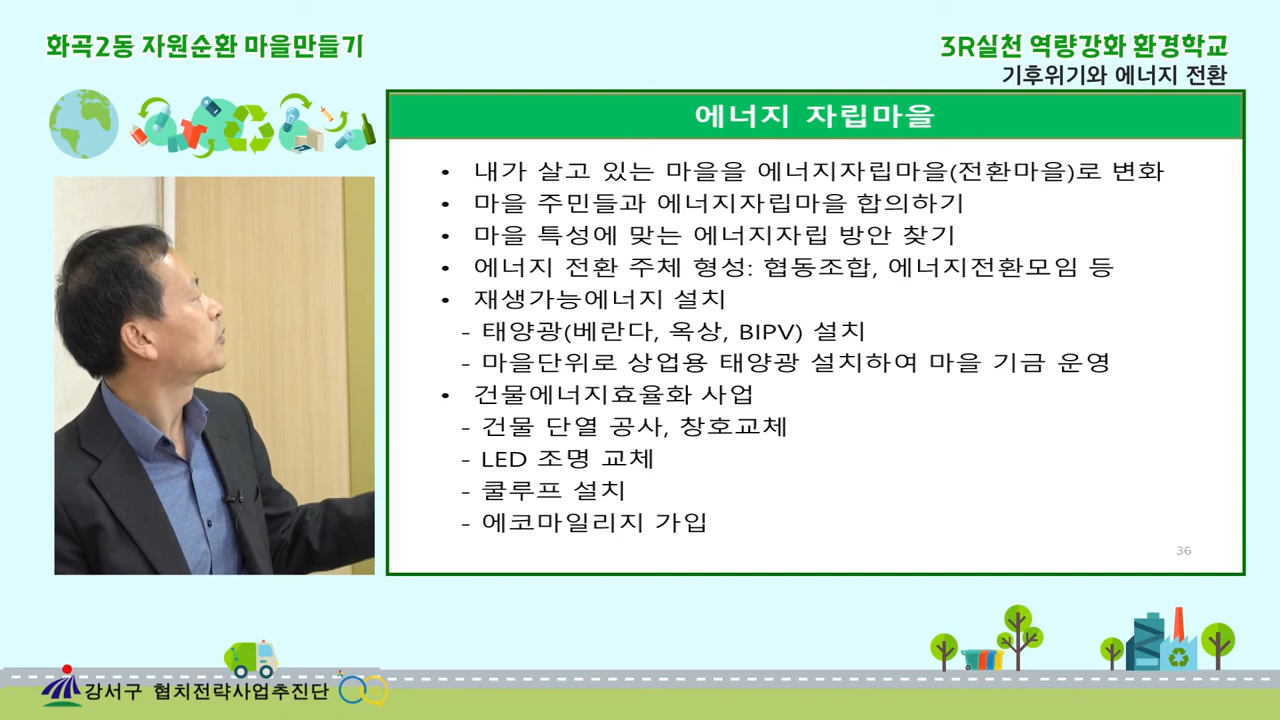 화곡2동 자원순환 마을만들기
3R실천 역량강화 환경학교
기후위기와 에너지 전환
에너지 자립마을
• 내가 살고 있는 마을을 에너지자립마을(전환마을)로 변화
• 마을 주민들과 에너지자립마을 합의하기
• 마을 특성에 맞는 에너지자립 방안 찾기
• 에너지 전환 주체 형성: 협동조합, 에너지전환모임 등
• 재생가능에너지 설치
- 태양광(베란다, 옥상, BIPV) 설치
- 마을단위로 상업용 태양광 설치하여 마을 기금 운영
• 건물에너지효율화 사업
- 건물 단열 공사, 창호교체
- LED 조명 교체
- 쿨루프 설치
- 에코마일리지 가입
36
강서구 협치전략사업추진단